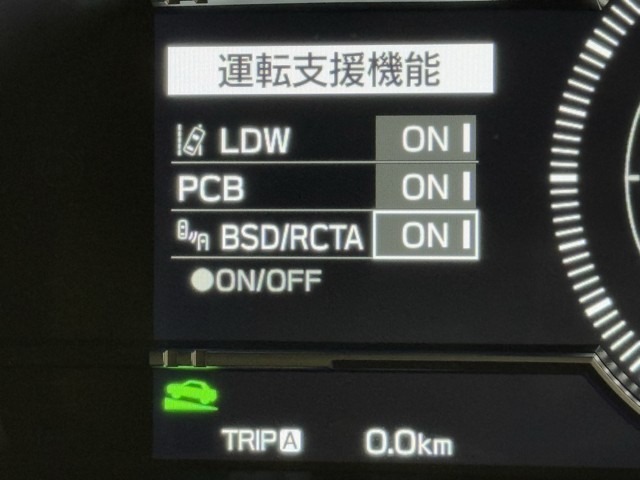 運転支援機能
LDW ON
PCB ON
BSD/RCTA ON
●ON/OFF
TRIP A 0.0km